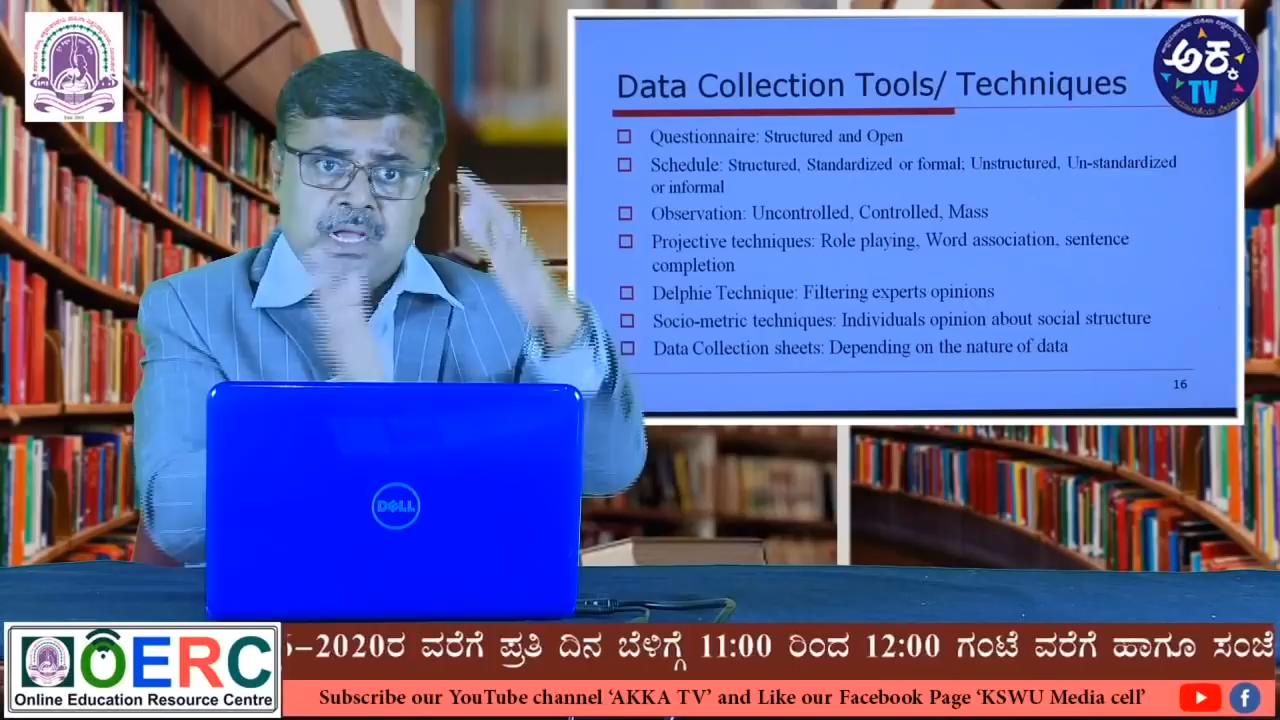 ಅಕ್ಕ
TV
Data Collection Tools/ Techniques
Questionnaire: Structured and Open
Schedule: Structured, Standardized or formal; Unstructured, Un-standardized
or informal
Observation: Uncontrolled, Controlled, Mass
Projective techniques: Role playing, Word association, sentence
completion
Delphie Technique: Filtering experts opinions
Socio-metric techniques: Individuals opinion about social structure
Data Collection sheets: Depending on the nature of data
16
DELL
OERC
Online Education Resource Centre
-2020ರ ವರೆಗೆ ಪ್ರತಿ ದಿನ ಬೆಳಿಗ್ಗೆ 11:00 ರಿಂದ 12:00 ಗಂಟೆ ವರೆಗೆ ಹಾಗೂ ಸಂಜೆ
Subscribe our YouTube channel ‘AKKA TV’ and Like our Facebook Page ‘KSWU Media cell’